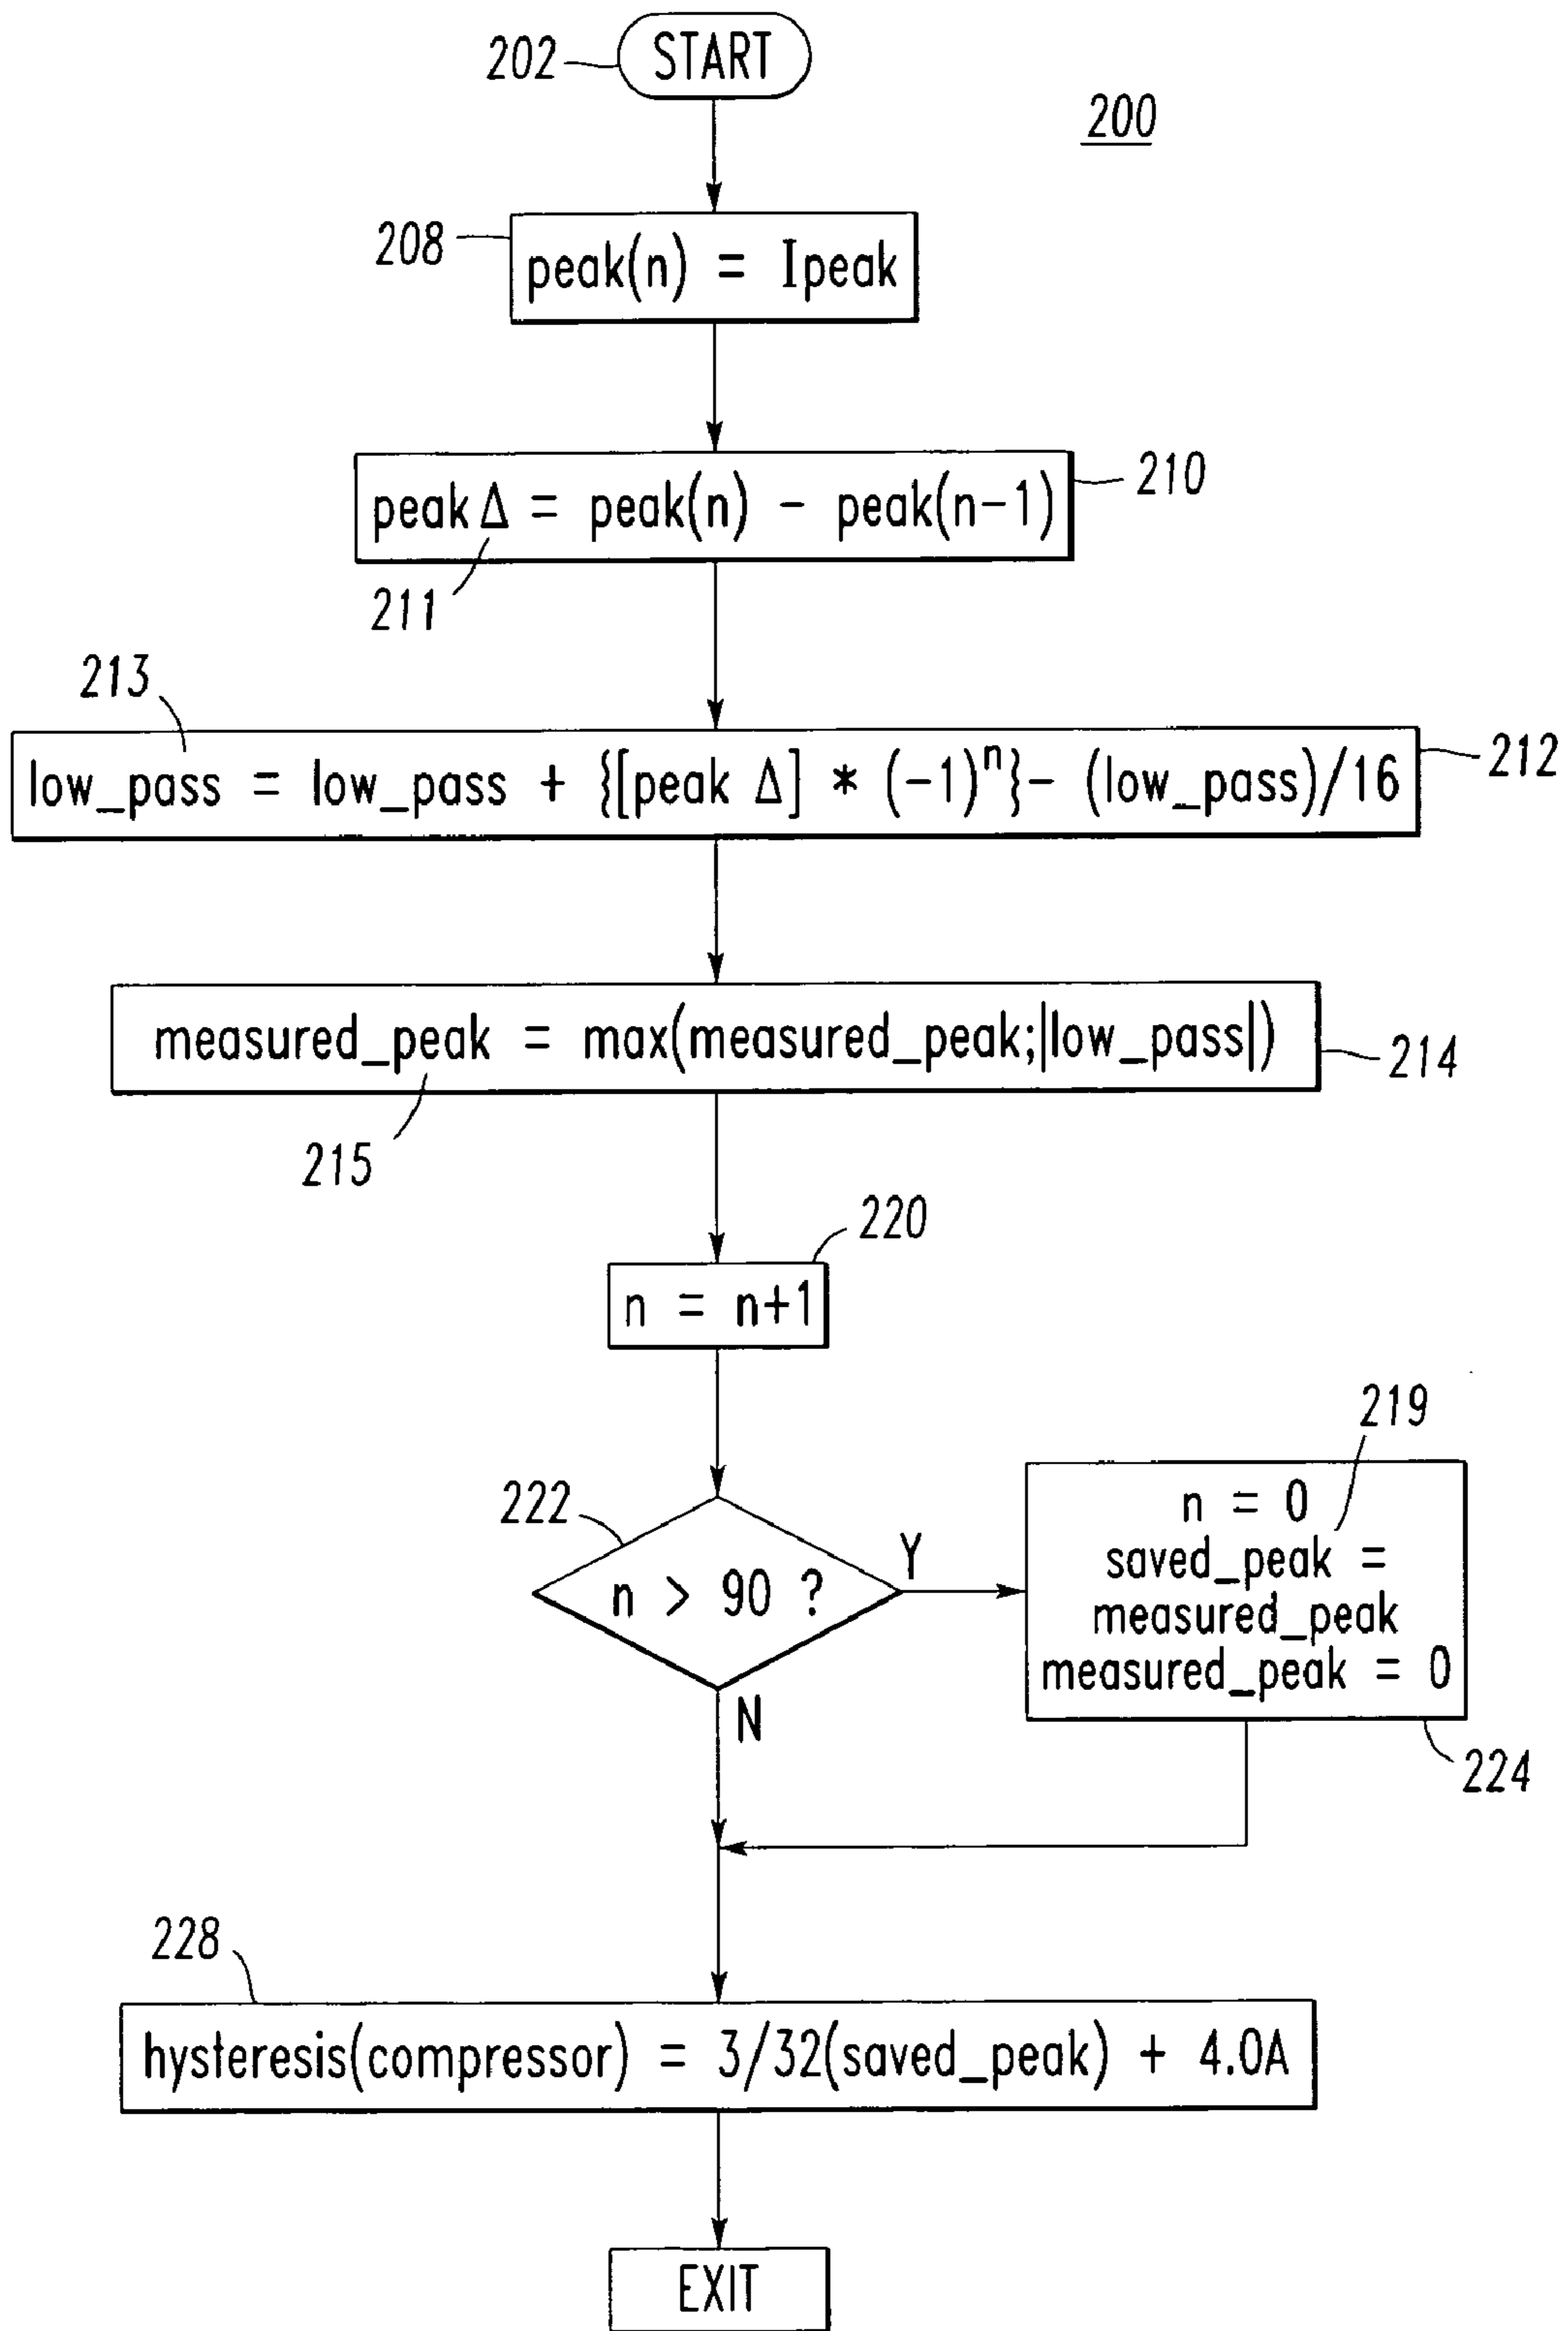 202
START
200
208
peak(n) = Ipeak
210
peak Δ = peak(n) - peak(n-1)
211
213
212
low_pass = low_pass + {[peak Δ] * (-1)ⁿ}- (low_pass)/16
measured_peak = max(measured_peak;|low_pass|)
214
215
220
n = n+1
219
222
n > 90 ?
Y
n = 0
saved_peak =
measured_peak
measured_peak = 0
N
224
228
hysteresis(compressor) = 3/32(saved_peak) + 4.0A
EXIT